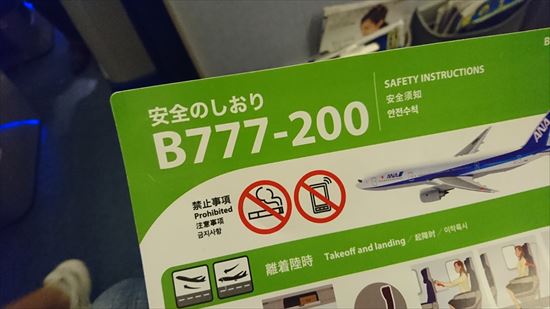 安全のしおり
B777-200
SAFETY INSTRUCTIONS
安全须知
안전수칙
B
ANA
ANA
禁止事項
Prohibited
注意事项
금지사항
離着陸時 Takeoff and landing / 起降时 / 이착륙시